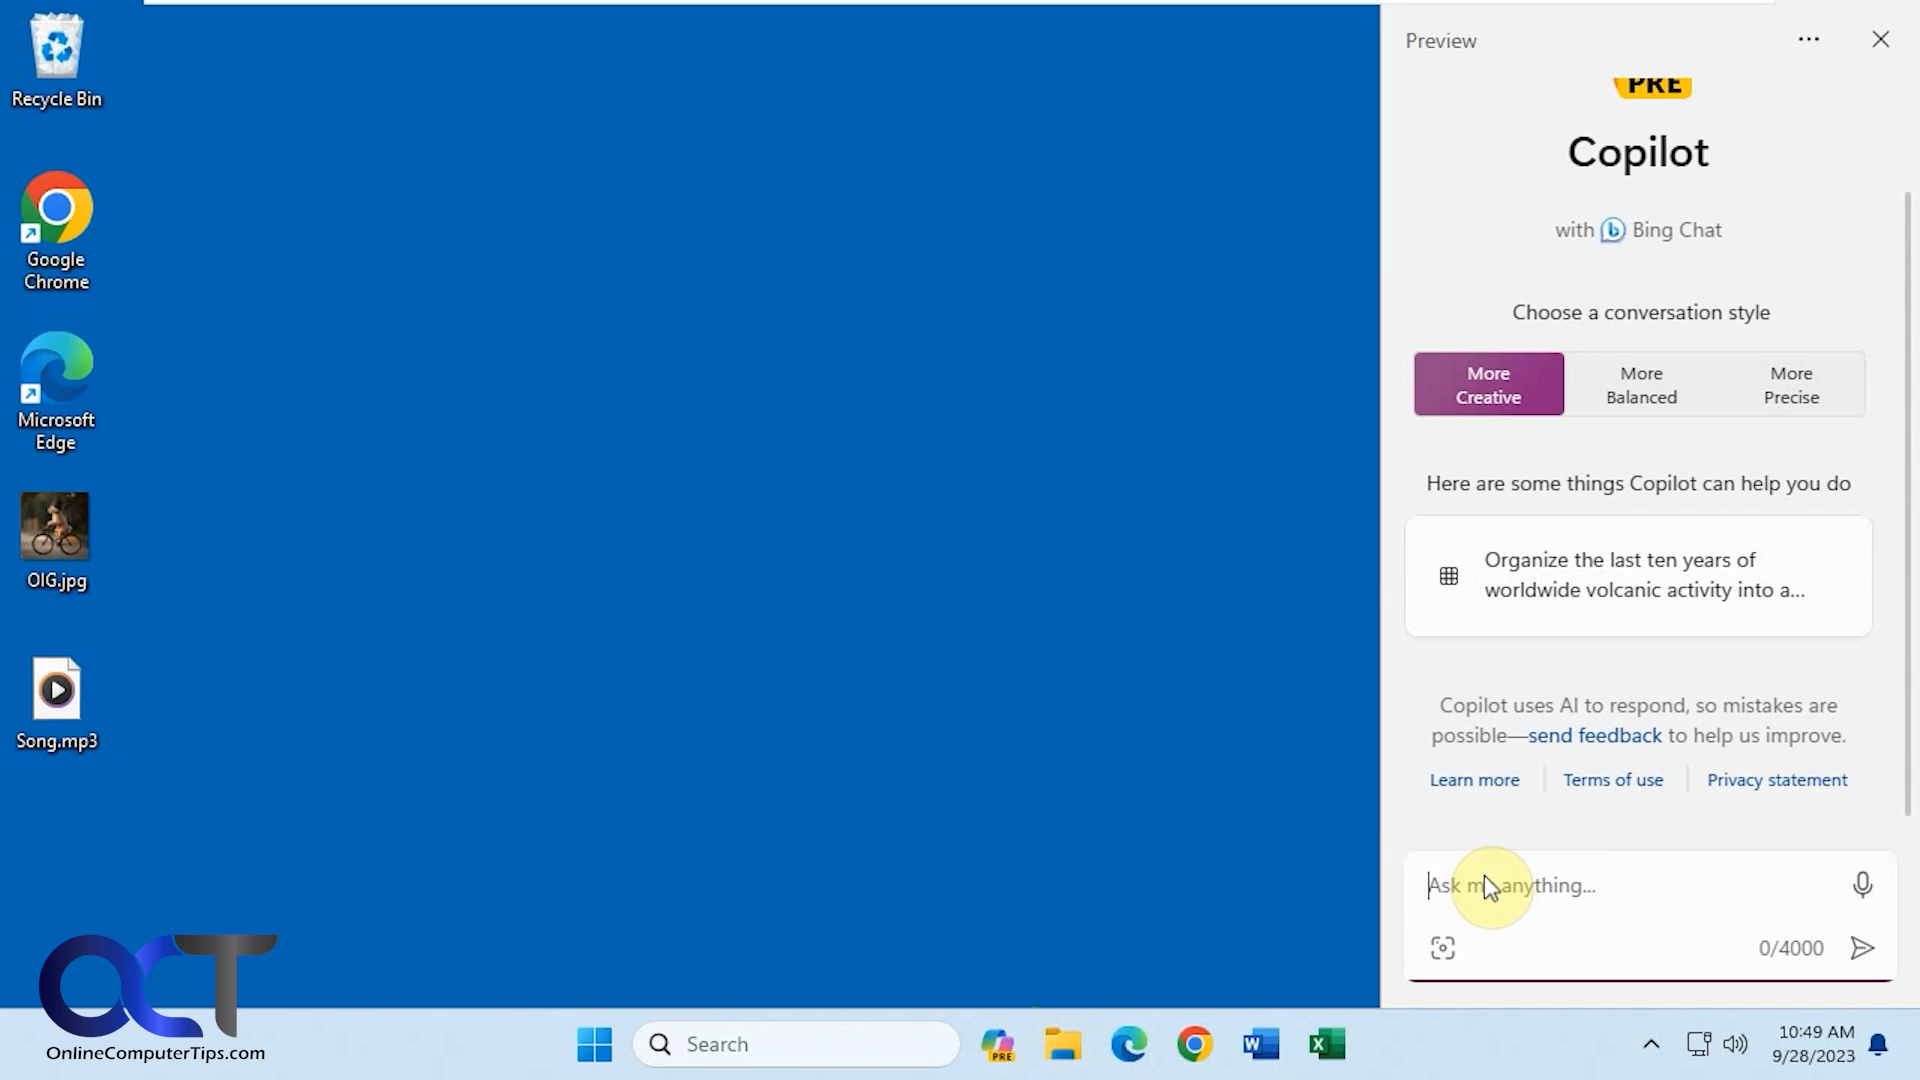 Recycle Bin
Google
Chrome
Microsoft
Edge
OIG.jpg
Song.mp3
OCT
OnlineComputerTips.com
Preview
PRE
Copilot
with Bing Chat
Choose a conversation style
More
Creative
More
Balanced
More
Precise
Here are some things Copilot can help you do
Organize the last ten years of
worldwide volcanic activity into a...
Copilot uses AI to respond, so mistakes are
possible—send feedback to help us improve.
Learn more
Terms of use
Privacy statement
Ask me anything...
0/4000
Search
PRE
W
X
10:49 AM
9/28/2023